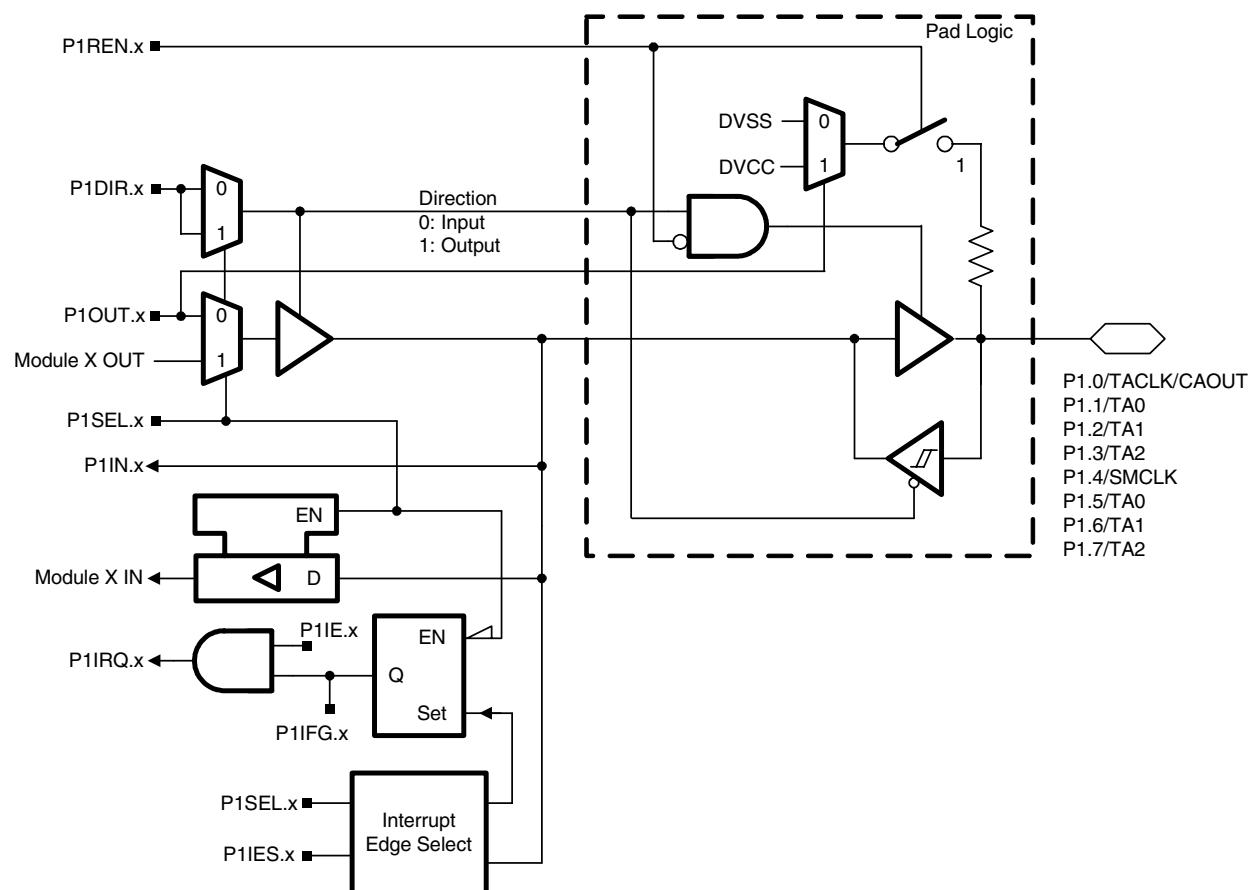 Pad Logic
P1REN.x
DVSS
0
DVCC
1
1
P1DIR.x
0
1
Direction
0: Input
1: Output
P1OUT.x
0
Module X OUT
1
P1SEL.x
P1IN.x
P1.0/TACLK/CAOUT
P1.1/TA0
P1.2/TA1
P1.3/TA2
P1.4/SMCLK
P1.5/TA0
P1.6/TA1
P1.7/TA2
EN
Module X IN
D
P1IE.x
EN
P1IRQ.x
Q
Set
P1IFG.x
P1SEL.x
Interrupt
Edge Select
P1IES.x